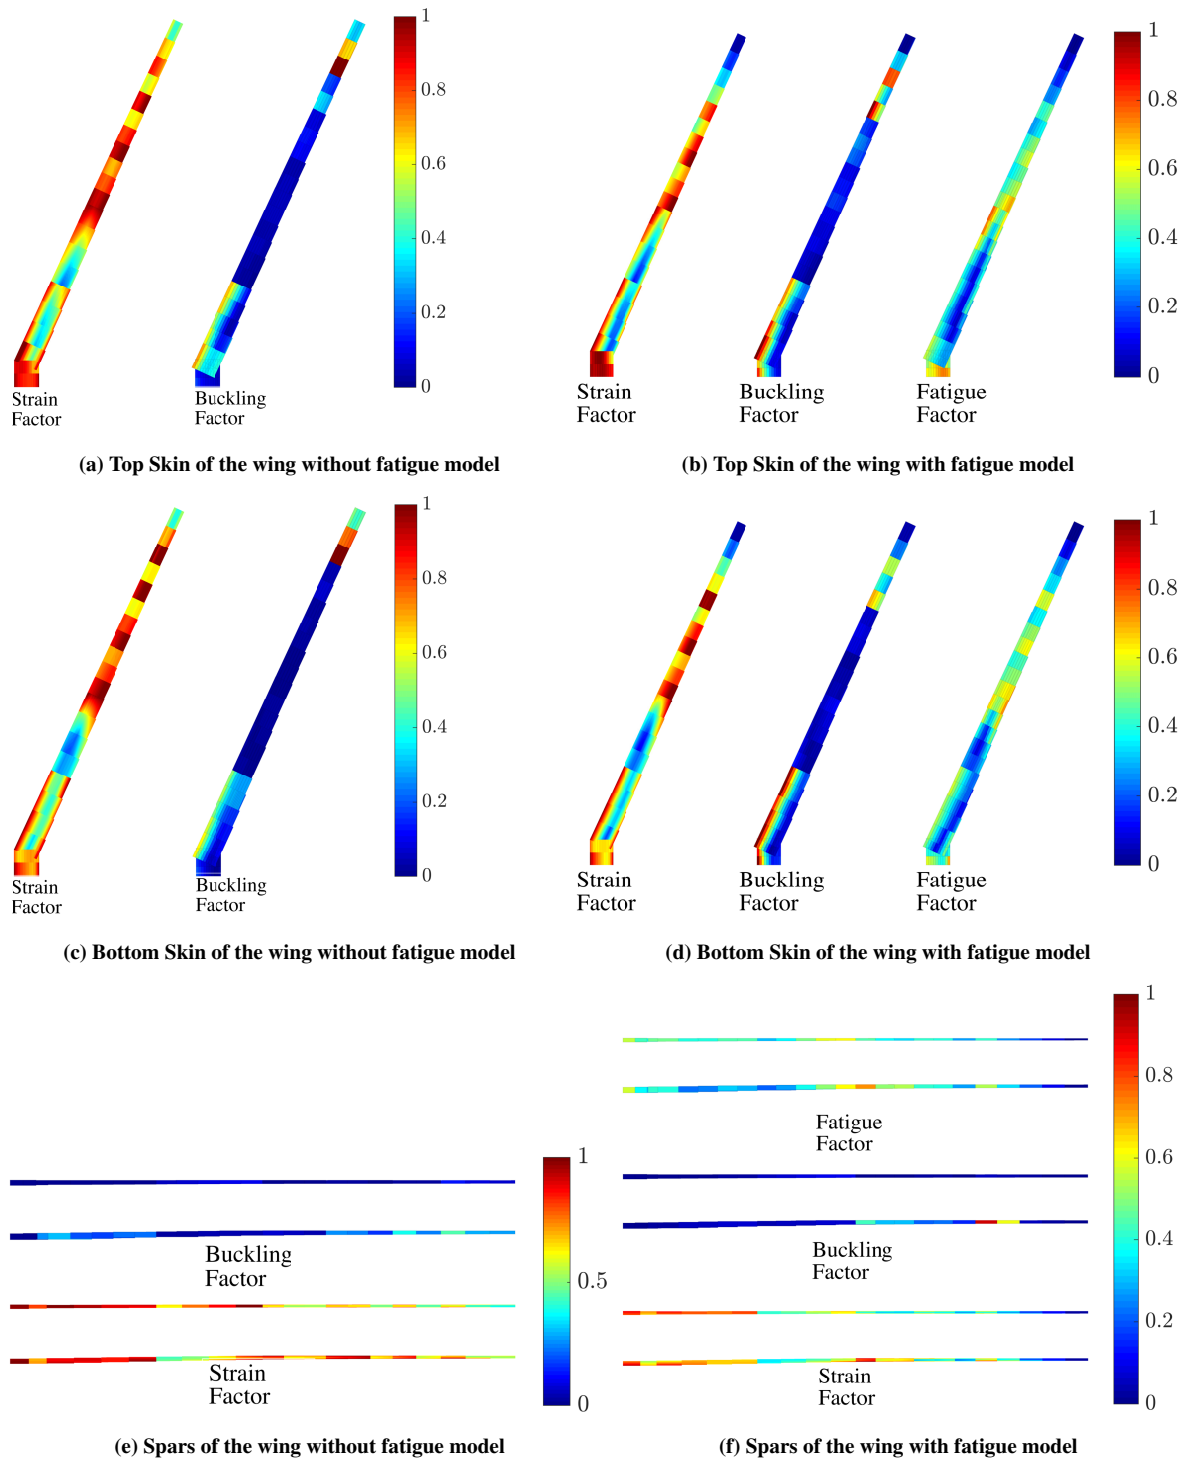 1
0.8
0.6
0.4
0.2
0
Strain
Factor
Buckling
Factor
(a) Top Skin of the wing without fatigue model
1
0.8
0.6
0.4
0.2
0
Strain
Factor
Buckling
Factor
Fatigue
Factor
(b) Top Skin of the wing with fatigue model
1
0.8
0.6
0.4
0.2
0
Strain
Factor
Buckling
Factor
(c) Bottom Skin of the wing without fatigue model
1
0.8
0.6
0.4
0.2
0
Strain
Factor
Buckling
Factor
Fatigue
Factor
(d) Bottom Skin of the wing with fatigue model
1
0.5
0
Buckling
Factor
Strain
Factor
(e) Spars of the wing without fatigue model
1
0.8
0.6
0.4
0.2
0
Fatigue
Factor
Buckling
Factor
Strain
Factor
(f) Spars of the wing with fatigue model